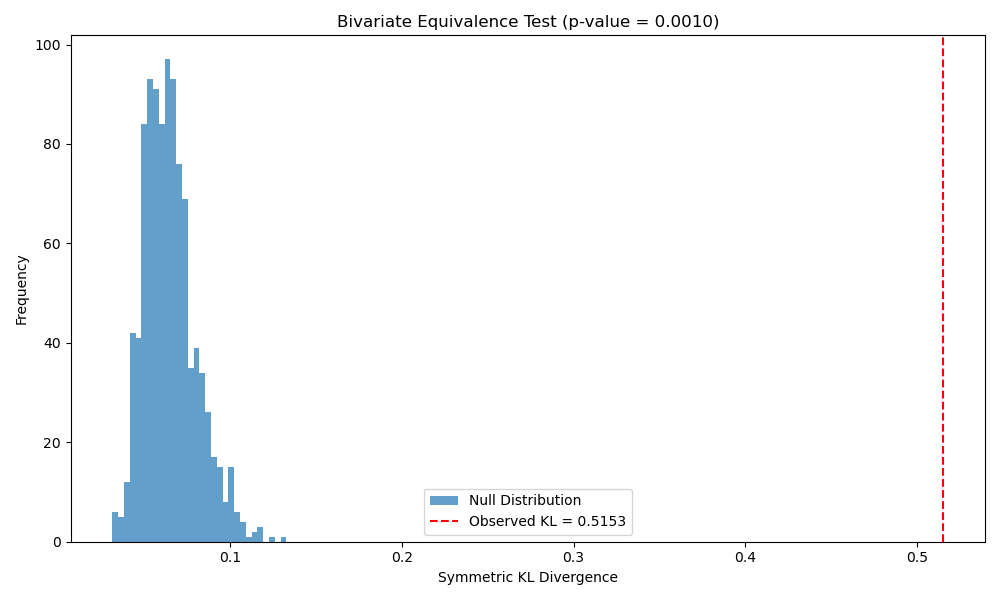 Bivariate Equivalence Test (p-value = 0.0010)
100
80
60
40
20
0
Frequency
0.1 0.2 0.3 0.4 0.5
Symmetric KL Divergence
Null Distribution
Observed KL = 0.5153